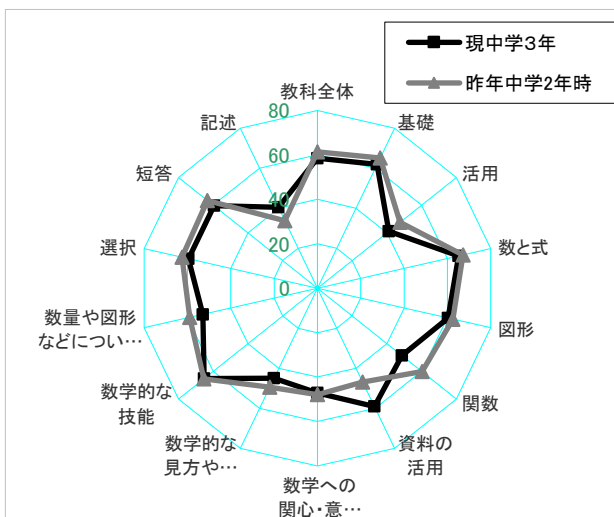 現中学３年
昨年中学2年時
教科全体
基礎
活用
数と式
図形
関数
資料の
活用
数学への
関心・意…
数学的な
見方や…
数学的な
技能
数量や図形
などについ…
選択
短答
記述
80
60
40
20
0